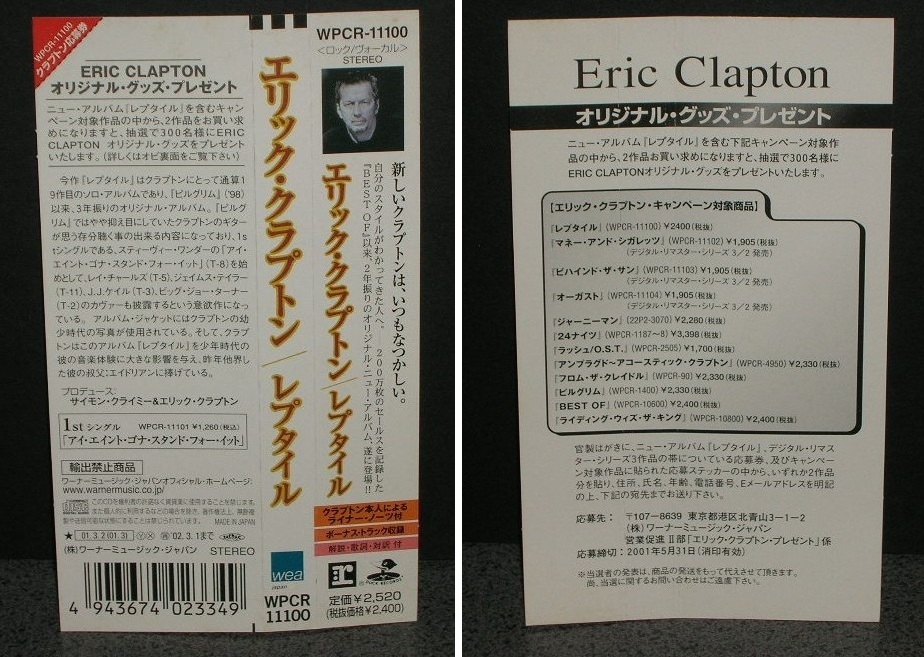 WPCR-11100
クラプトン応募券
ERIC CLAPTON
オリジナル・グッズ・プレゼント
ニュー・アルバム『レプタイル』を含むキャン
ペーン対象作品の中から、2作品お買い求
めになりますと、抽選で300名様にERIC
CLAPTON オリジナルグッズをプレゼント
いたします。(詳しくはオビ裏面をご覧下さい)
今作『レプタイル』はクラプトンにとって通算1
9作目のソロ・アルバムであり、『ピルグリム』('98)
以来、3年振りのオリジナル・アルバム。『ピルグ
リム』ではやや抑え目にしていたクラプトンのギター
が思う存分聴く事の出来る内容になっており、1s
tシングルである、スティーヴィー・ワンダーの「アイ・
エイント・ゴナ・スタンド・フォー・イット」(T-8)を始
めとして、レイ・チャールズ(T-5)、ジェイムス・テイラー
(T-11)、J.J.ケイル(T-3)、ビッグ・ジョー・ターナー
(T-2)のカヴァーも披露するという意欲作になっ
ている。 アルバム・ジャケットにはクラプトンの幼
少時代の写真が使用されている。そして、クラプ
トンはこのアルバム『レプタイル』を少年時代の
彼の音楽体験に大きな影響を与え、昨年他界し
た彼の叔父:エイドリアンに捧げている。
プロデュース:
サイモン・クライミー&エリック・クラプトン
1st シングル WPCR-11101 ¥1,260(税込)
「アイ・エイント・ゴナ・スタンド・フォー・イット」
輸出禁止商品
ワーナーミュージック・ジャパンオフィシャル・ホームページ:
www.warnermusic.co.jp/
MADE IN JAPAN
★ 01.3.2(01.3) '02.3.1まで
(株)ワーナーミュージック・ジャパン STEREO
4 943674 023349
エリック・クラプトン/レプタイル
wea
WPCR
11100
WPCR-11100
<ロック/ヴォーカル>
STEREO
新しいクラプトンは、いつもなつかしい。
自分のスタイルがわかってきた人へ。 200万枚のセールスを記録した
『BEST OF』以来、2年振りのオリジナル・ニュー・アルバム、遂に登場!!
エリック・クラプトン/レプタイル
クラプトン本人による
ライナー・ノーツ付
ボーナス・トラック収録
解説・歌詞・対訳 付
DUCK RECORDS
定価¥2,520
(税抜価格¥2,400)
Eric Clapton
オリジナル・グッズ・プレゼント
ニュー・アルバム『レプタイル』を含む下記キャンペーン対象作
品の中から、2作品お買い求めになりますと、抽選で300名様に
ERIC CLAPTONオリジナルグッズをプレゼントいたします。
【エリック・クラプトン・キャンペーン対象商品】
『レプタイル』(WPCR-11100) ¥2400(税抜)
『マネー・アンド・シガレッツ』(WPCR-11102) ¥1,905(税抜)
(デジタル・リマスター・シリーズ 3/2 発売)
『ビハインド・ザ・サン』(WPCR-11103) ¥1,905(税抜)
(デジタル・リマスター・シリーズ 3/2 発売)
『オーガスト』(WPCR-11104) ¥1,905(税抜)
(デジタル・リマスター・シリーズ 3/2 発売)
『ジャーニーマン』(22P2-3070) ¥2,280(税抜)
『24ナイツ』(WPCR-1187~8) ¥3,398(税抜)
『ラッシュ/O.S.T.』(WPCR-2505) ¥1,700(税抜)
『アンプラグド~アコースティック・クラプトン』(WPCR-4950) ¥2,330(税抜)
『フロム・ザ・クレイドル』(WPCR-90) ¥2,330(税抜)
『ピルグリム』(WPCR-1400) ¥2,330(税抜)
『BEST OF』(WPCR-10600) ¥2,400(税抜)
『ライディング・ウィズ・ザ・キング』(WPCR-10800) ¥2,400(税抜)
官製はがきに、ニュー・アルバム『レプタイル』、デジタル・リマス
ター・シリーズ3作品の帯についている応募券、及びキャンペー
ン対象作品に貼られた応募ステッカーの中から、いずれか2作品
分を貼り、住所、氏名、年齢、電話番号、Eメールアドレスを明記
の上、下記の宛先までお送り下さい。
応募先: 〒107-8639 東京都港区北青山3-1-2
(株)ワーナーミュージック・ジャパン
営業促進Ⅱ部「エリック・クラプトン・プレゼント」係
応募締切:2001年5月31日(消印有効)
※当選者の発表は、商品の発送をもって代えさせて頂きます。
尚、当選に関するお問い合わせはご遠慮下さい。